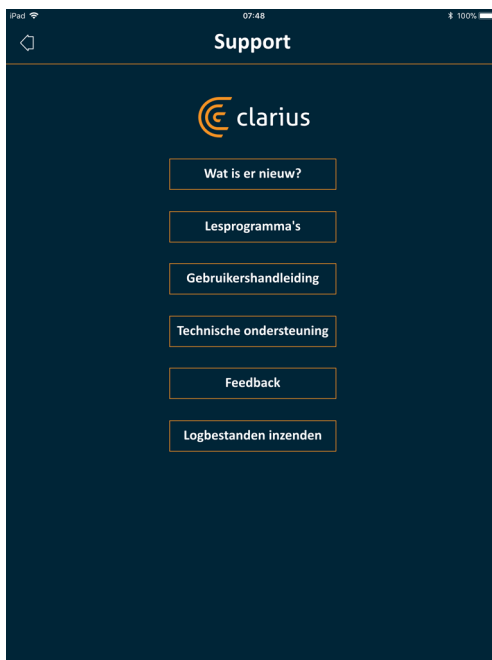 iPad 07:48 100%
Support
clarius
Wat is er nieuw?
Lesprogramma's
Gebruikershandleiding
Technische ondersteuning
Feedback
Logbestanden inzenden